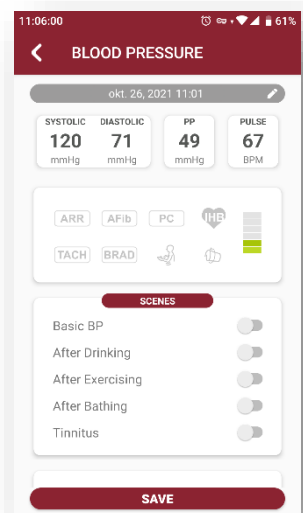 11:06:00 61%
BLOOD PRESSURE
okt. 26, 2021 11:01
SYSTOLIC DIASTOLIC PP PULSE
120 71 49 67
mmHg mmHg mmHg BPM
ARR AFib PC IHB
TACH BRAD
SCENES
Basic BP
After Drinking
After Exercising
After Bathing
Tinnitus
SAVE